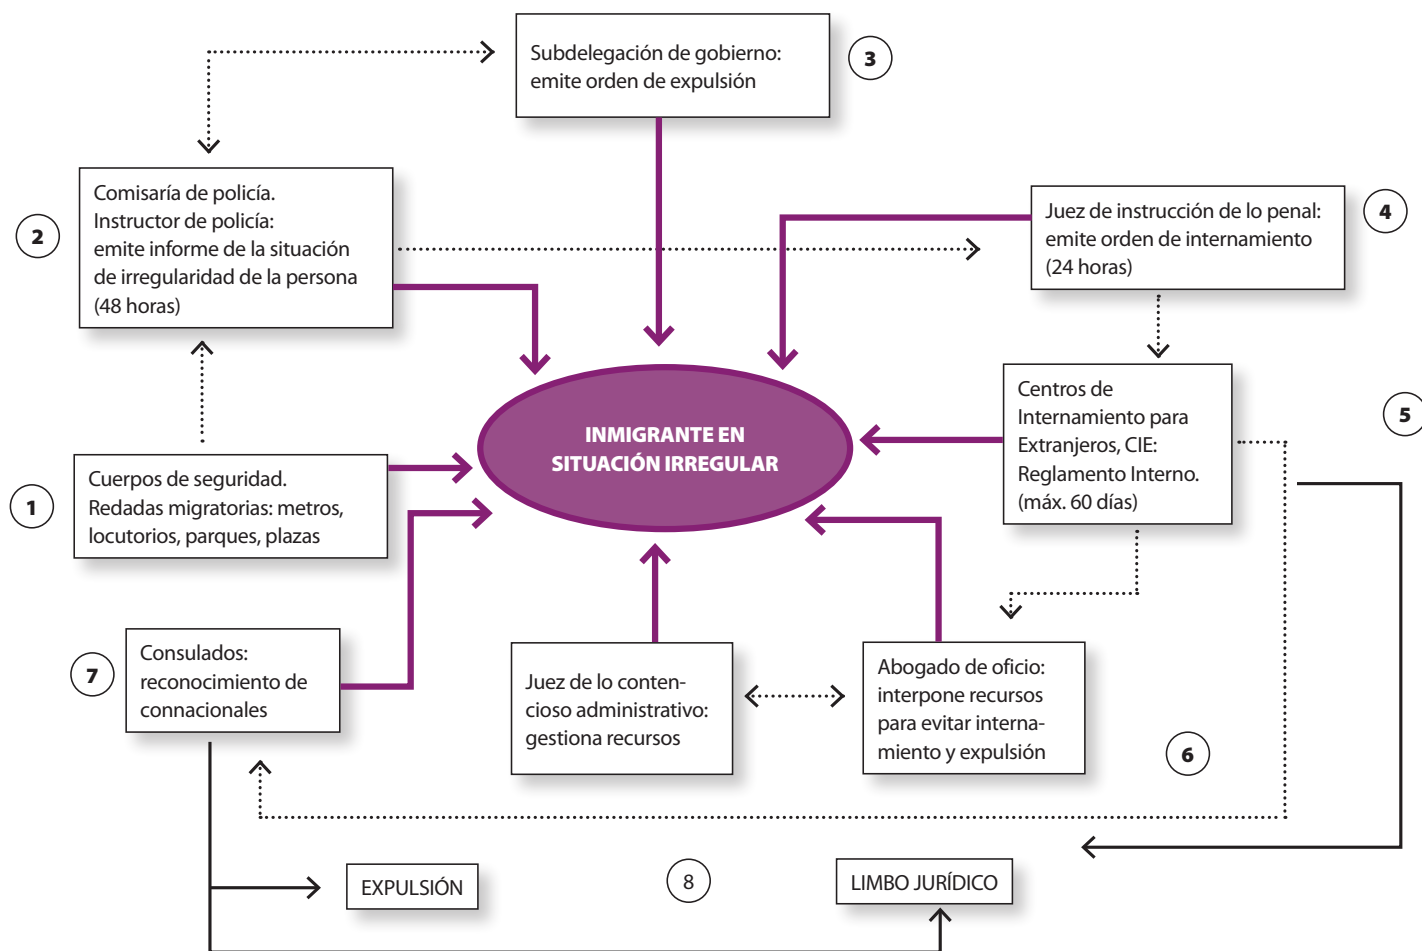 Subdelegación de gobierno:
emite orden de expulsión
3
Comisaría de policía.
Instructor de policía:
emite informe de la situación
de irregularidad de la persona
(48 horas)
2
Juez de instrucción de lo penal:
emite orden de internamiento
(24 horas)
4
INMIGRANTE EN
SITUACIÓN IRREGULAR
Centros de
Internamiento para
Extranjeros, CIE:
Reglamento Interno.
(máx. 60 días)
5
1
Cuerpos de seguridad.
Redadas migratorias: metros,
locutorios, parques, plazas
7
Consulados:
reconocimiento de
connacionales
Juez de lo conten-
cioso administrativo:
gestiona recursos
Abogado de oficio:
interpone recursos
para evitar interna-
miento y expulsión
6
EXPULSIÓN
8
LIMBO JURÍDICO